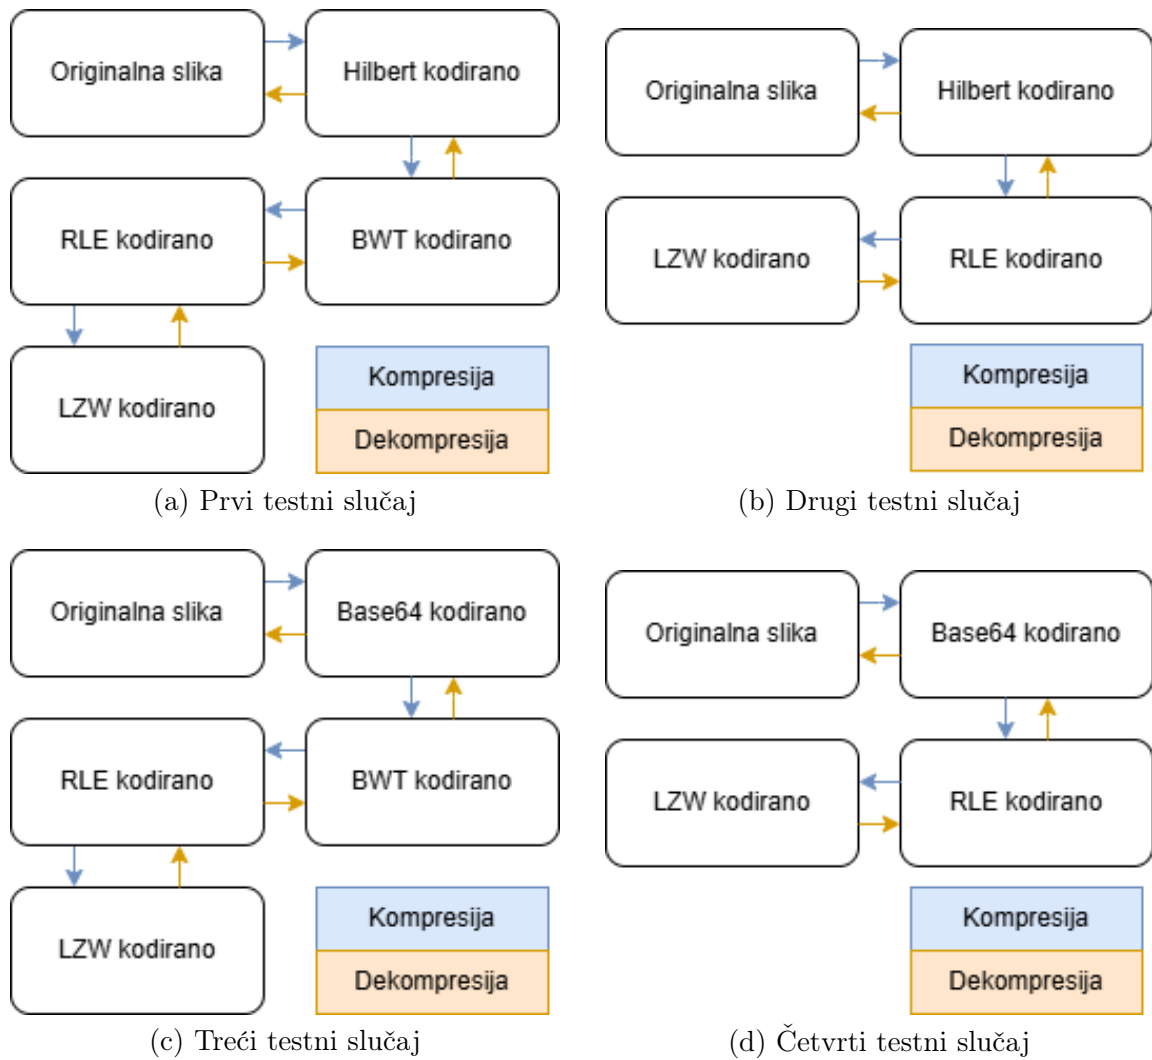 Originalna slika
Hilbert kodirano
RLE kodirano
BWT kodirano
LZW kodirano
Kompresija
Dekompresija
(a) Prvi testni slučaj
Originalna slika
Hilbert kodirano
LZW kodirano
RLE kodirano
Kompresija
Dekompresija
(b) Drugi testni slučaj
Originalna slika
Base64 kodirano
RLE kodirano
BWT kodirano
LZW kodirano
Kompresija
Dekompresija
(c) Treći testni slučaj
Originalna slika
Base64 kodirano
LZW kodirano
RLE kodirano
Kompresija
Dekompresija
(d) Četvrti testni slučaj